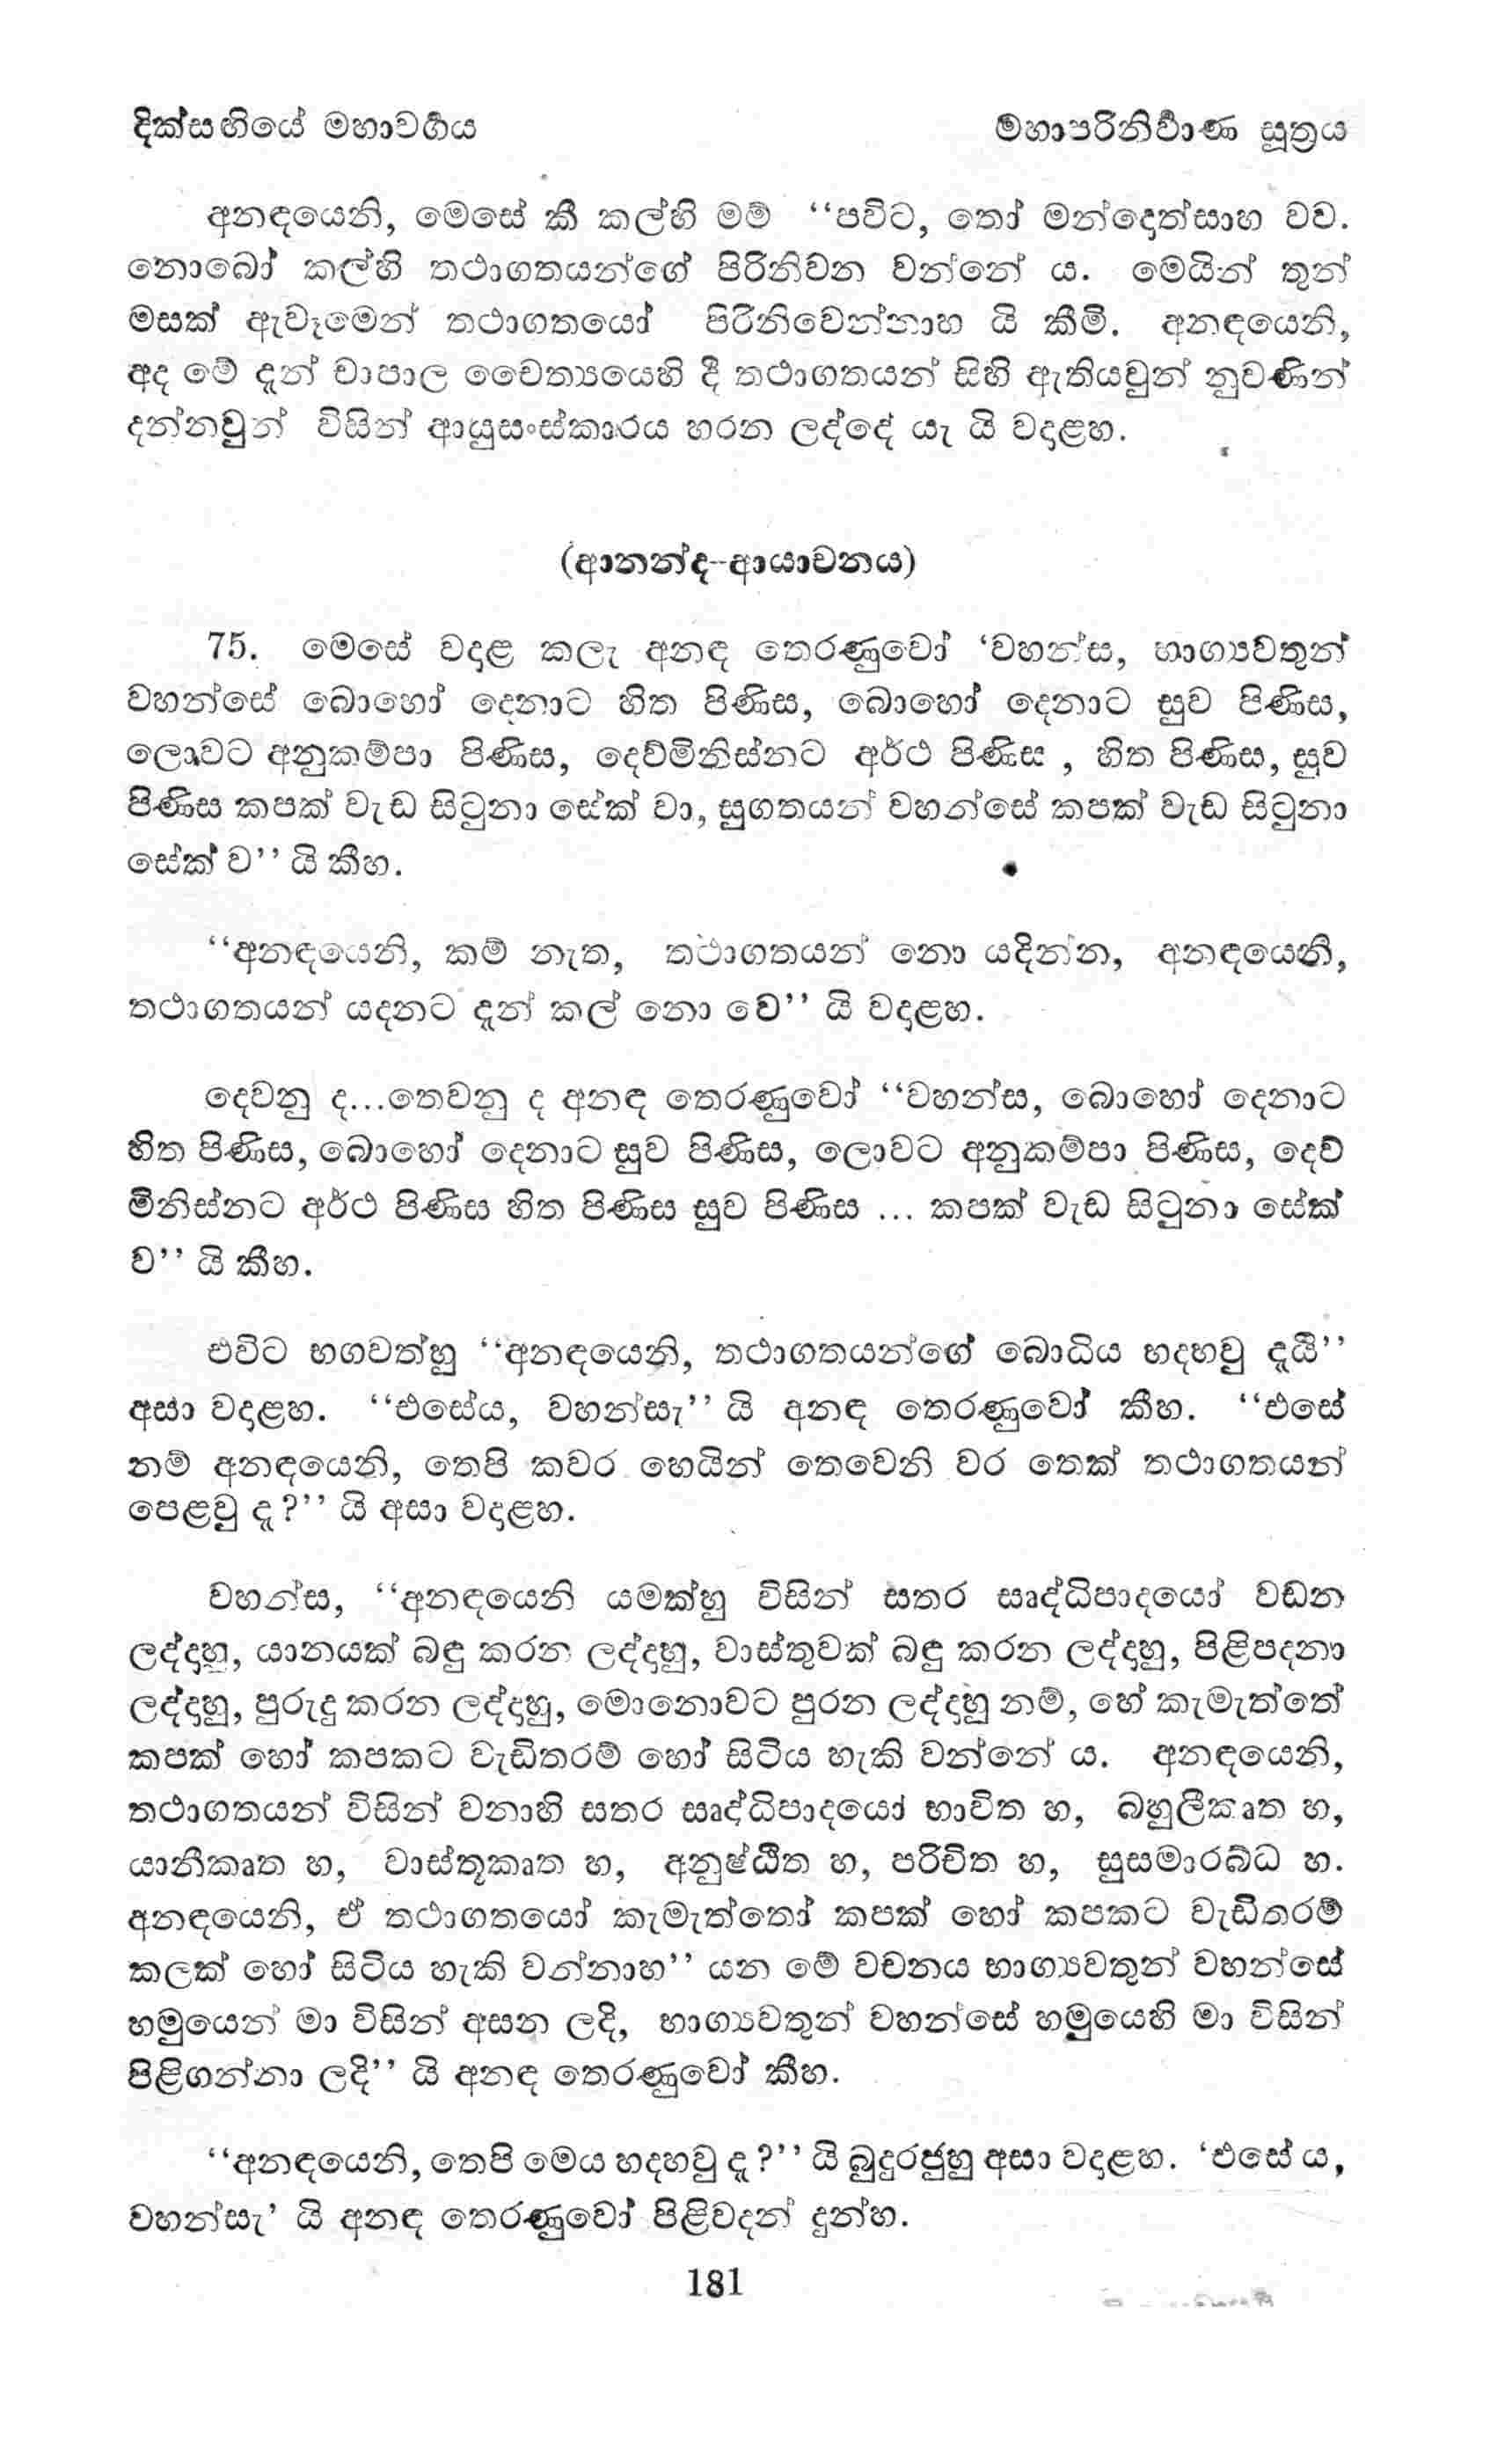 දික්සඟියේ මහාවර්‍ගය
මහාපරිනිර්‍වාණ සූත්‍රය
අනඳයෙනි, මෙසේ කී කල්හි මම් ‘‘පවිට, තෝ මන්දෝත්සාහ වව.
නොබෝ කල්හි තථාගතයන්ගේ පිරිනිවන වන්නේ ය. මෙයින් තුන්
මසක් ඇවෑමෙන් තථාගතයෝ පිරිනිවෙන්නාහ යි කීමි. අනඳයෙනි,
අද මේ දැන් චාපාල චෛත්‍යයෙහි දී තථාගතයන් සිහි ඇතියවුන් නුවණින්
දන්නවුන් විසින් ආයුසංස්කාරය හරන ලද්දේ යැ යි වදාළහ.
(ආනන්ද-ආයාචනය)
75. මෙසේ වදාළ කලැ අනඳ තෙරණුවෝ ‘වහන්ස, භාග්‍යවතුන්
වහන්සේ බොහෝ දෙනාට හිත පිණිස, බොහෝ දෙනාට සුව පිණිස,
ලොවට අනුකම්පා පිණිස, දෙව්මිනිස්නට අර්ථ පිණිස , හිත පිණිස, සුව
පිණිස කපක් වැඩ සිටුනා සේක් වා, සුගතයන් වහන්සේ කපක් වැඩ සිටුනා
සේක් ව’’ යි කීහ.
‘‘අනඳයෙනි, කම් නැත, තථාගතයන් නො යදින්න, අනඳයෙනි,
තථාගතයන් යදනට දැන් කල් නො වෙ’’ යි වදාළහ.
දෙවනු ද...තෙවනු ද අනඳ තෙරණුවෝ ‘‘වහන්ස, බොහෝ දෙනාට
හිත පිණිස, බොහෝ දෙනාට සුව පිණිස, ලොවට අනුකම්පා පිණිස, දෙව්
මිනිස්නට අර්ථ පිණිස හිත පිණිස සුව පිණිස ... කපක් වැඩ සිටුනා සේක්
ව’’ යි කීහ.
එවිට භගවත්හු ‘‘අනඳයෙනි, තථාගතයන්ගේ බොධිය හදහවු දැයි’’
අසා වදාළහ. ‘‘එසේය, වහන්සැ’’ යි අනඳ තෙරණුවෝ කීහ. ‘‘එසේ
නම් අනඳයෙනි, තෙපි කවර හෙයින් තෙවෙනි වර තෙක් තථාගතයන්
පෙළවු දැ?’’ යි අසා වදාළහ.
වහන්ස, ‘‘අනඳයෙනි යමක්හු විසින් සතර සෘද්ධිපාදයෝ වඩන
ලද්දාහු, යානයක් බඳු කරන ලද්දාහු, වාස්තුවක් බඳු කරන ලද්දාහු, පිළිපදනා
ලද්දාහු, පුරුදු කරන ලද්දාහු, මොනොවට පුරන ලද්දාහු නම්, හේ කැමැත්තේ
කපක් හෝ කපකට වැඩිතරම් හෝ සිටිය හැකි වන්නේ ය. අනඳයෙනි,
තථාගතයන් විසින් වනාහි සතර සෘද්ධිපාදයෝ භාවිත හ, බහුලීකෘත හ,
යානීකෘත හ, වාස්තූකෘත හ, අනුෂ්ඨිත හ, පරිචිත හ, සුසමාරබ්ධ හ.
අනඳයෙනි, ඒ තථාගතයෝ කැමැත්තෝ කපක් හෝ කපකට වැඩිතරම්
කලක් හෝ සිටිය හැකි වන්නාහ’’ යන මේ වචනය භාග්‍යවතුන් වහන්සේ
හමුයෙන් මා විසින් අසන ලදි, භාග්‍යවතුන් වහන්සේ හමුයෙහි මා විසින්
පිළිගන්නා ලදි’’ යි අනඳ තෙරණුවෝ කීහ.
‘‘අනඳයෙනි, තෙපි මෙය හදහවු දැ?’’ යි බුදුරජුහු අසා වදාළහ. ‘එසේ ය,
වහන්සැ’ යි අනඳ තෙරණුවෝ පිළිවදන් දුන්හ.
181